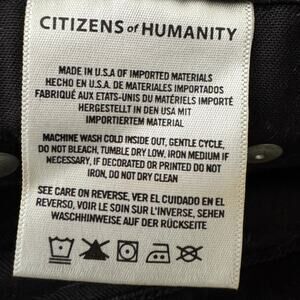 CITIZENS of HUMANITY
MADE IN U.S.A OF IMPORTED MATERIALS
HECHO EN U.S.A. DE MATERIALES IMPORTADOS
FABRIQUÉ AUX ETATS-UNIS DU MATÉRIELS IMPORTÉ
HERGESTELLT IN DEN USA MIT
IMPORTIERTEM MATERIAL
MACHINE WASH COLD INSIDE OUT, GENTLE CYCLE,
DO NOT BLEACH, TUMBLE DRY LOW, IRON MEDIUM IF
NECESSARY, IF DECORATED OR PRINTED DO NOT
IRON, DO NOT DRY CLEAN
SEE CARE ON REVERSE, VER EL CUIDADO EN EL
REVERSO, VOIR LE SOIN SUR L'INVERSE, SEHEN
WASCHHINWEISE AUF DER RÜCKSEITE